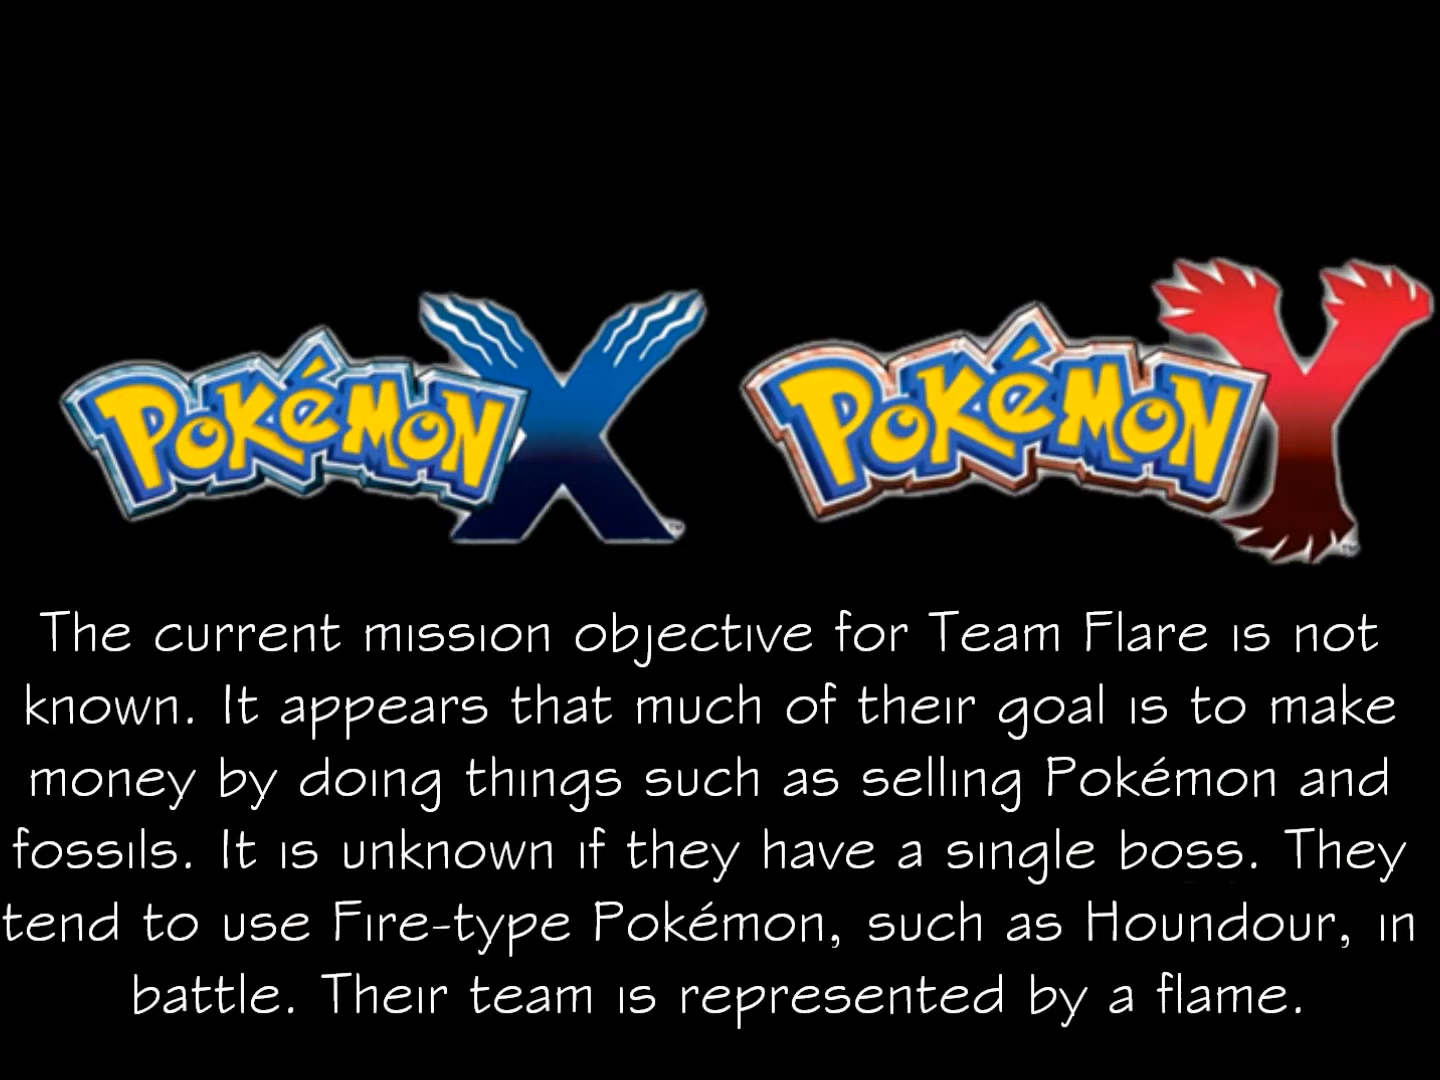 POKéMON X ™
POKéMON Y ™
The current mission objective for Team Flare is not
known. It appears that much of their goal is to make
money by doing things such as selling Pokémon and
fossils. It is unknown if they have a single boss. They
tend to use Fire-type Pokémon, such as Houndour, in
battle. Their team is represented by a flame.